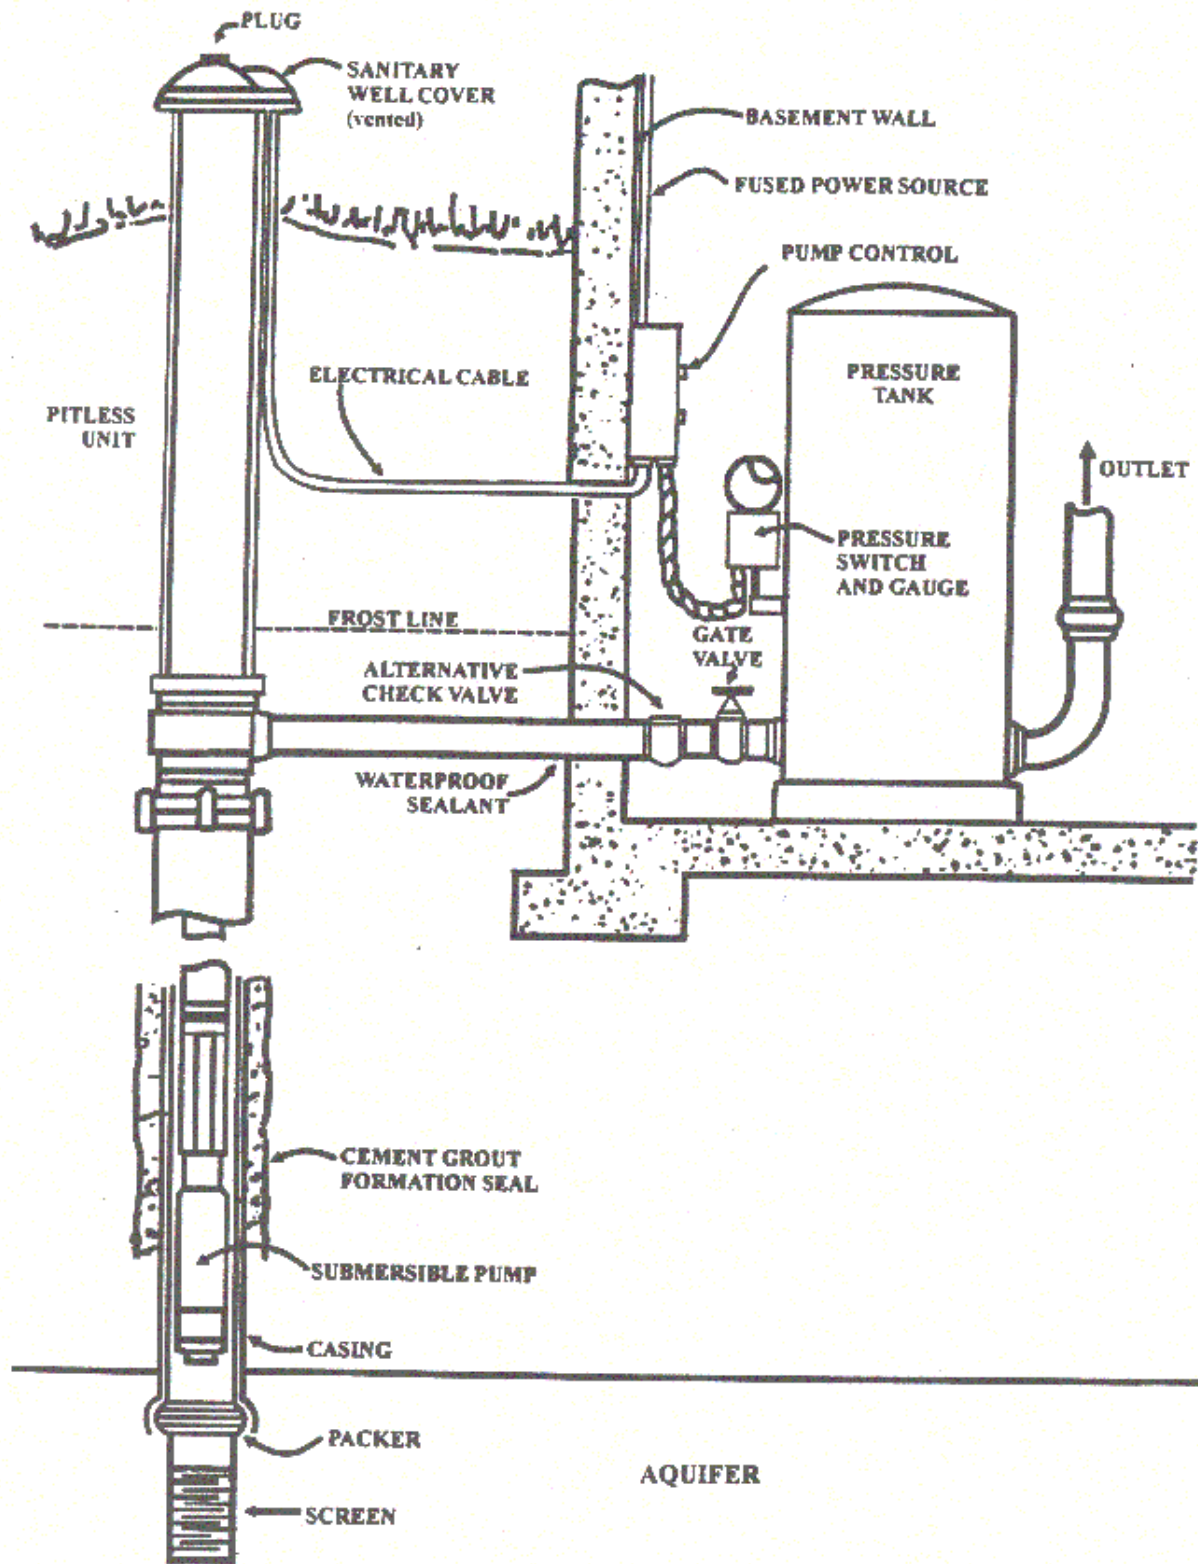 PLUG
SANITARY
WELL COVER
(vented)
BASEMENT WALL
FUSED POWER SOURCE
PUMP CONTROL
ELECTRICAL CABLE
PRESSURE
TANK
PITLESS
UNIT
OUTLET
PRESSURE
SWITCH
AND GAUGE
FROST LINE
GATE
VALVE
ALTERNATIVE
CHECK VALVE
WATERPROOF
SEALANT
CEMENT GROUT
FORMATION SEAL
SUBMERSIBLE PUMP
CASING
PACKER
AQUIFER
SCREEN